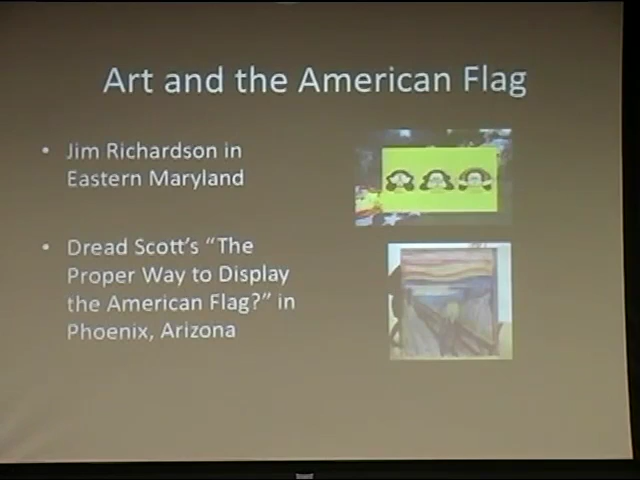 Art and the American Flag
• Jim Richardson in
Eastern Maryland
• Dread Scott's “The
Proper Way to Display
the American Flag?” in
Phoenix, Arizona